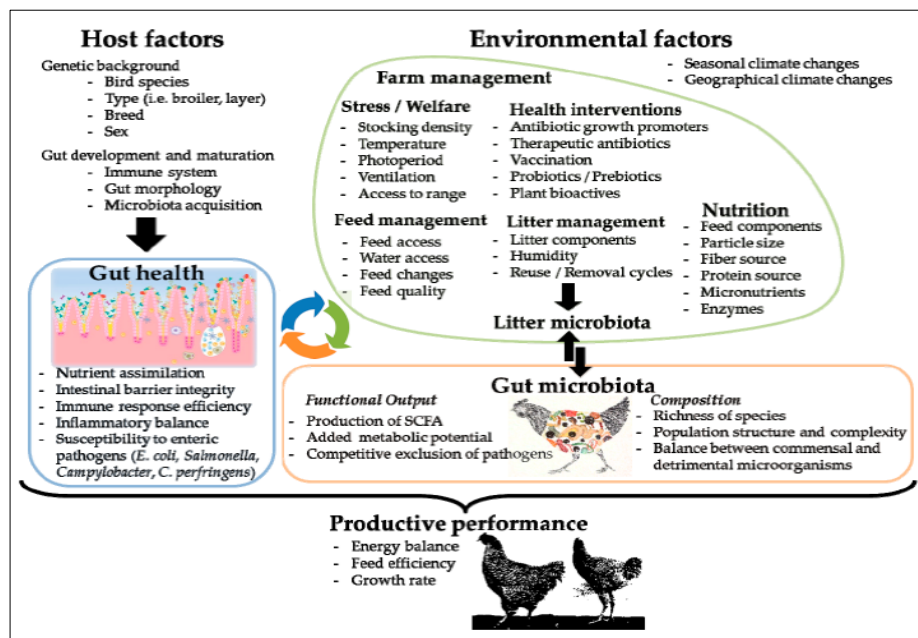 Host factors
Genetic background
- Bird species
- Type (i.e. broiler, layer)
- Breed
- Sex
Gut development and maturation
- Immune system
- Gut morphology
- Microbiota acquisition
Environmental factors
- Seasonal climate changes
- Geographical climate changes
Farm management
Stress / Welfare
- Stocking density
- Temperature
- Photoperiod
- Ventilation
- Access to range
Health interventions
- Antibiotic growth promoters
- Therapeutic antibiotics
- Vaccination
- Probiotics / Prebiotics
- Plant bioactives
Feed management
- Feed access
- Water access
- Feed changes
- Feed quality
Litter management
- Litter components
- Humidity
- Reuse / Removal cycles
Nutrition
- Feed components
- Particle size
- Fiber source
- Protein source
- Micronutrients
- Enzymes
Litter microbiota
Gut health
- Nutrient assimilation
- Intestinal barrier integrity
- Immune response efficiency
- Inflammatory balance
- Susceptibility to enteric
pathogens (E. coli, Salmonella,
Campylobacter, C. perfringens)
Gut microbiota
Functional Output
- Production of SCFA
- Added metabolic potential
- Competitive exclusion of pathogens
Composition
- Richness of species
- Population structure and complexity
- Balance between commensal and
detrimental microorganisms
Productive performance
- Energy balance
- Feed efficiency
- Growth rate